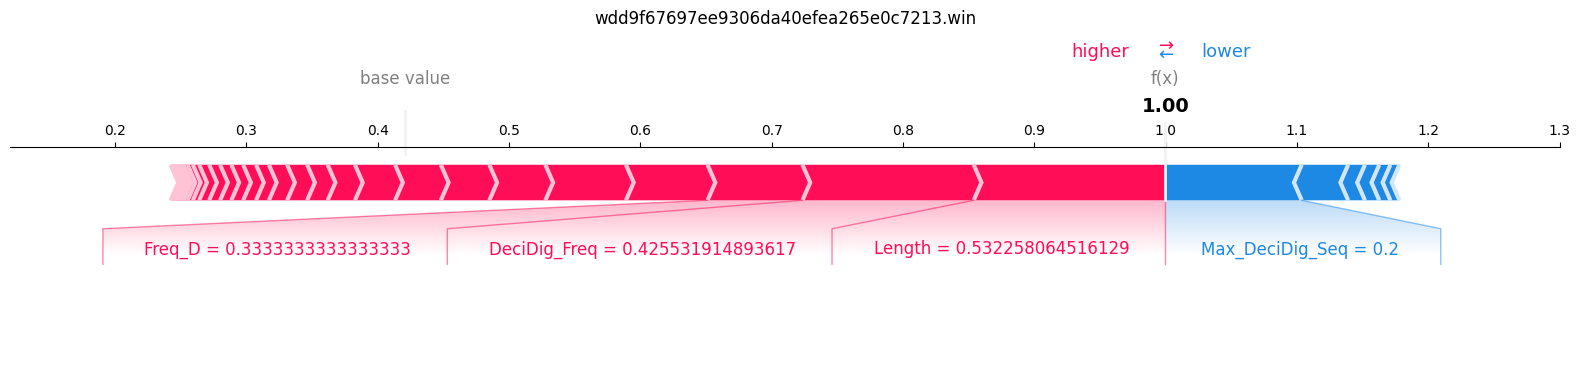 wdd9f67697ee9306da40efea265e0c7213.win
higher → ← lower
base value f(x)
1.00
0.2 0.3 0.4 0.5 0.6 0.7 0.8 0.9 1.0 1.1 1.2 1.3
Freq_D = 0.3333333333333333 DeciDig_Freq = 0.425531914893617 Length = 0.532258064516129 Max_DeciDig_Seq = 0.2